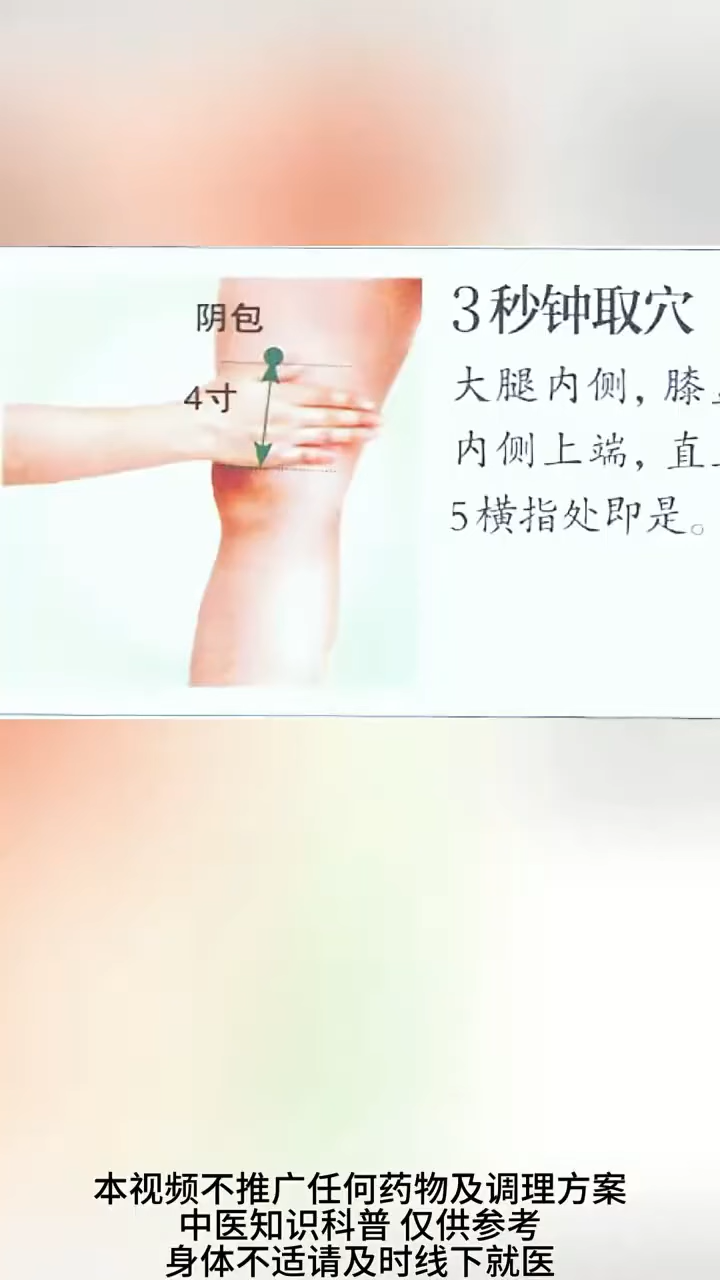 阴包
4寸
3秒钟取穴
大腿内侧，膝
内侧上端，直
5横指处即是。
本视频不推广任何药物及调理方案
中医知识科普 仅供参考
身体不适请及时线下就医